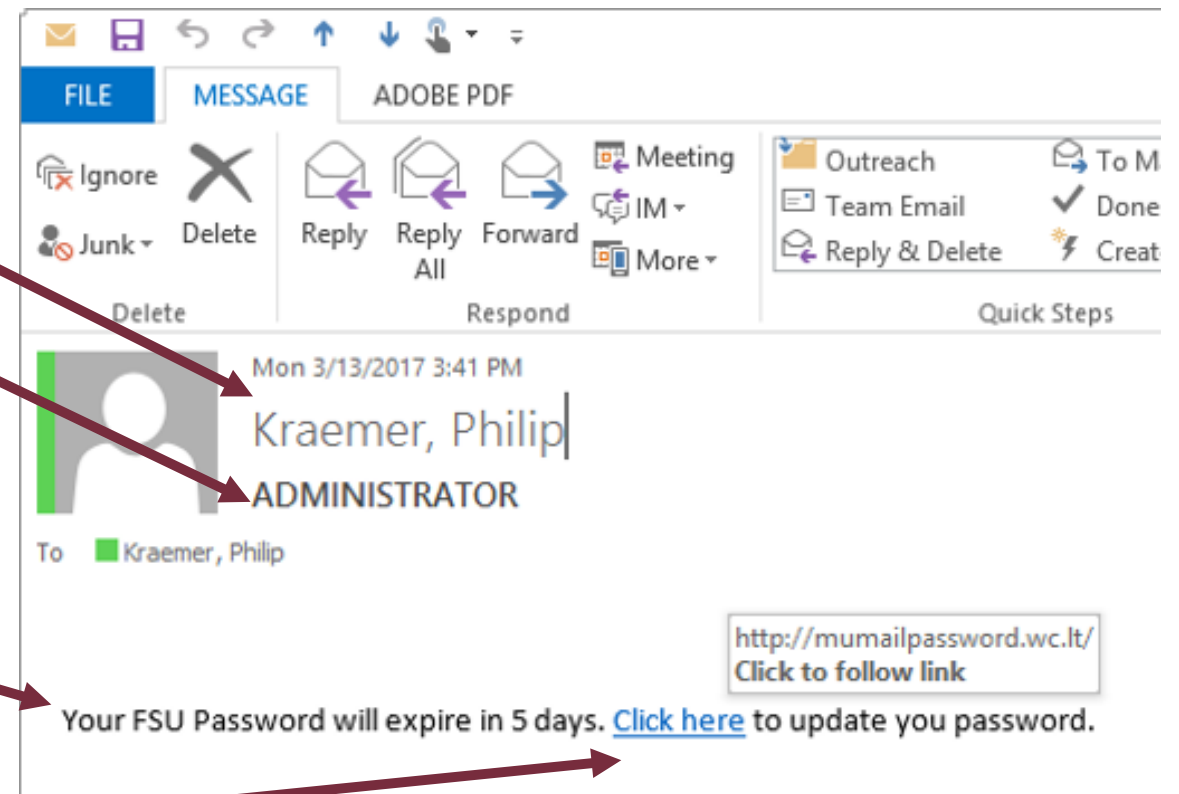 FILE MESSAGE ADOBE PDF
Ignore
Junk
Delete
Reply
Reply All
Forward
Meeting
IM
More
Outreach
Team Email
Reply & Delete
To
Done
Delete
Respond
Quick Steps
Mon 3/13/2017 3:41 PM
Kraemer, Philip
ADMINISTRATOR
To Kraemer, Philip
http://mumailpassword.wc.lt/
Click to follow link
Your FSU Password will expire in 5 days. Click here to update you password.